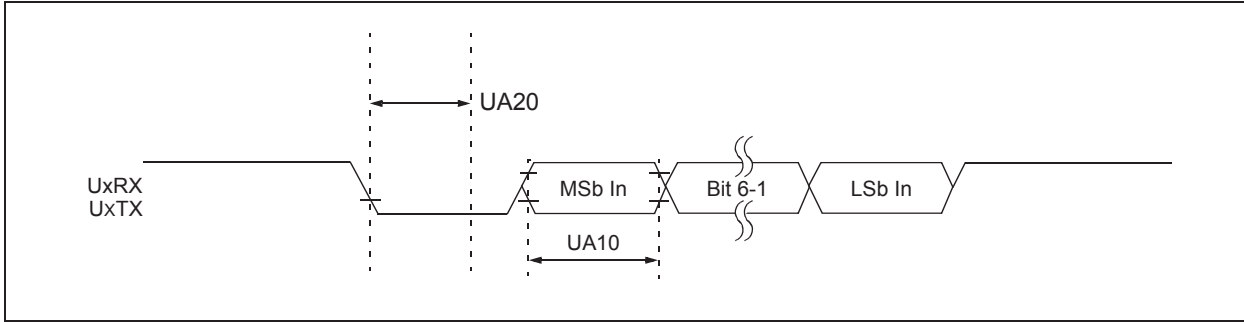 UA20
UxRX
UxTX
MSb In
Bit 6-1
LSb In
UA10